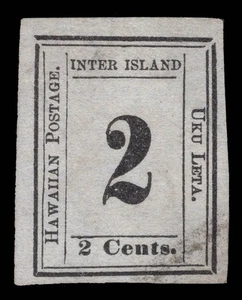 INTER ISLAND
HAWAIIAN POSTAGE.
UKU LETA.
2
2 Cents.